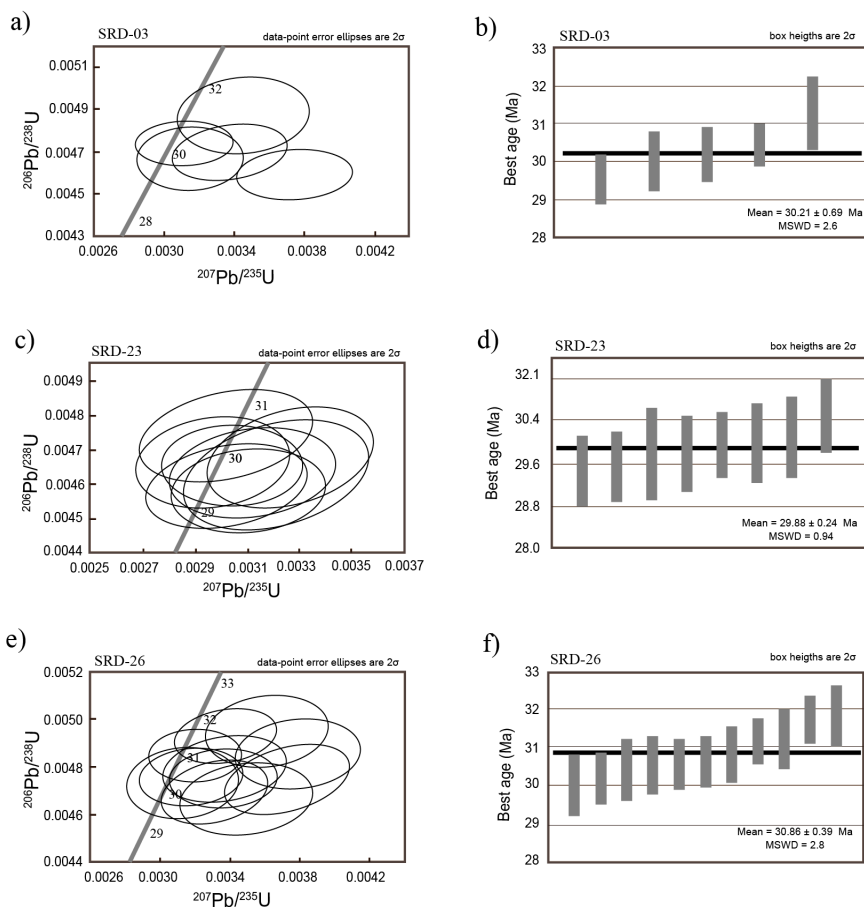 a)
SRD-03
data-point error ellipses are 2σ
0.0051
0.0049
0.0047
0.0045
0.0043
206Pb/238U
32
30
28
0.0026
0.0030
0.0034
0.0038
0.0042
207Pb/235U
b)
SRD-03
box heigths are 2σ
33
32
31
30
29
28
Best age (Ma)
Mean = 30.21 ± 0.69 Ma
MSWD = 2.6
c)
SRD-23
data-point error ellipses are 2σ
0.0049
0.0048
0.0047
0.0046
0.0045
0.0044
206Pb/238U
31
30
29
0.0025
0.0027
0.0029
0.0031
0.0033
0.0035
0.0037
207Pb/235U
d)
SRD-23
box heigths are 2σ
32.1
30.4
29.6
28.8
28.0
Best age (Ma)
Mean = 29.88 ± 0.24 Ma
MSWD = 0.94
e)
SRD-26
data-point error ellipses are 2σ
0.0052
0.0050
0.0048
0.0046
0.0044
206Pb/238U
33
32
31
30
29
0.0026
0.0030
0.0034
0.0038
0.0042
207Pb/235U
f)
SRD-26
box heigths are 2σ
33
32
31
30
29
28
Best age (Ma)
Mean = 30.86 ± 0.39 Ma
MSWD = 2.8